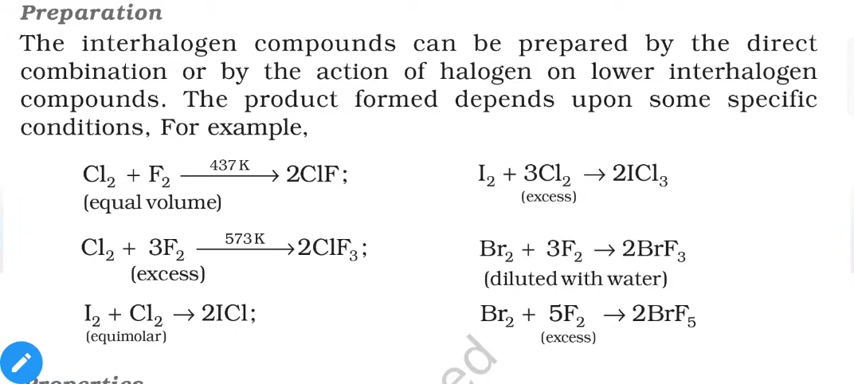 Preparation
The interhalogen compounds can be prepared by the direct
combination or by the action of halogen on lower interhalogen
compounds. The product formed depends upon some specific
conditions, For example,
Cl₂ + F₂ —437 K→ 2ClF; I₂ + 3Cl₂ → 2ICl₃
(equal volume) (excess)
Cl₂ + 3F₂ —573 K→ 2ClF₃; Br₂ + 3F₂ → 2BrF₃
(excess) (diluted with water)
I₂ + Cl₂ → 2ICl; Br₂ + 5F₂ → 2BrF₅
(equimolar) (excess)
ed
Properties